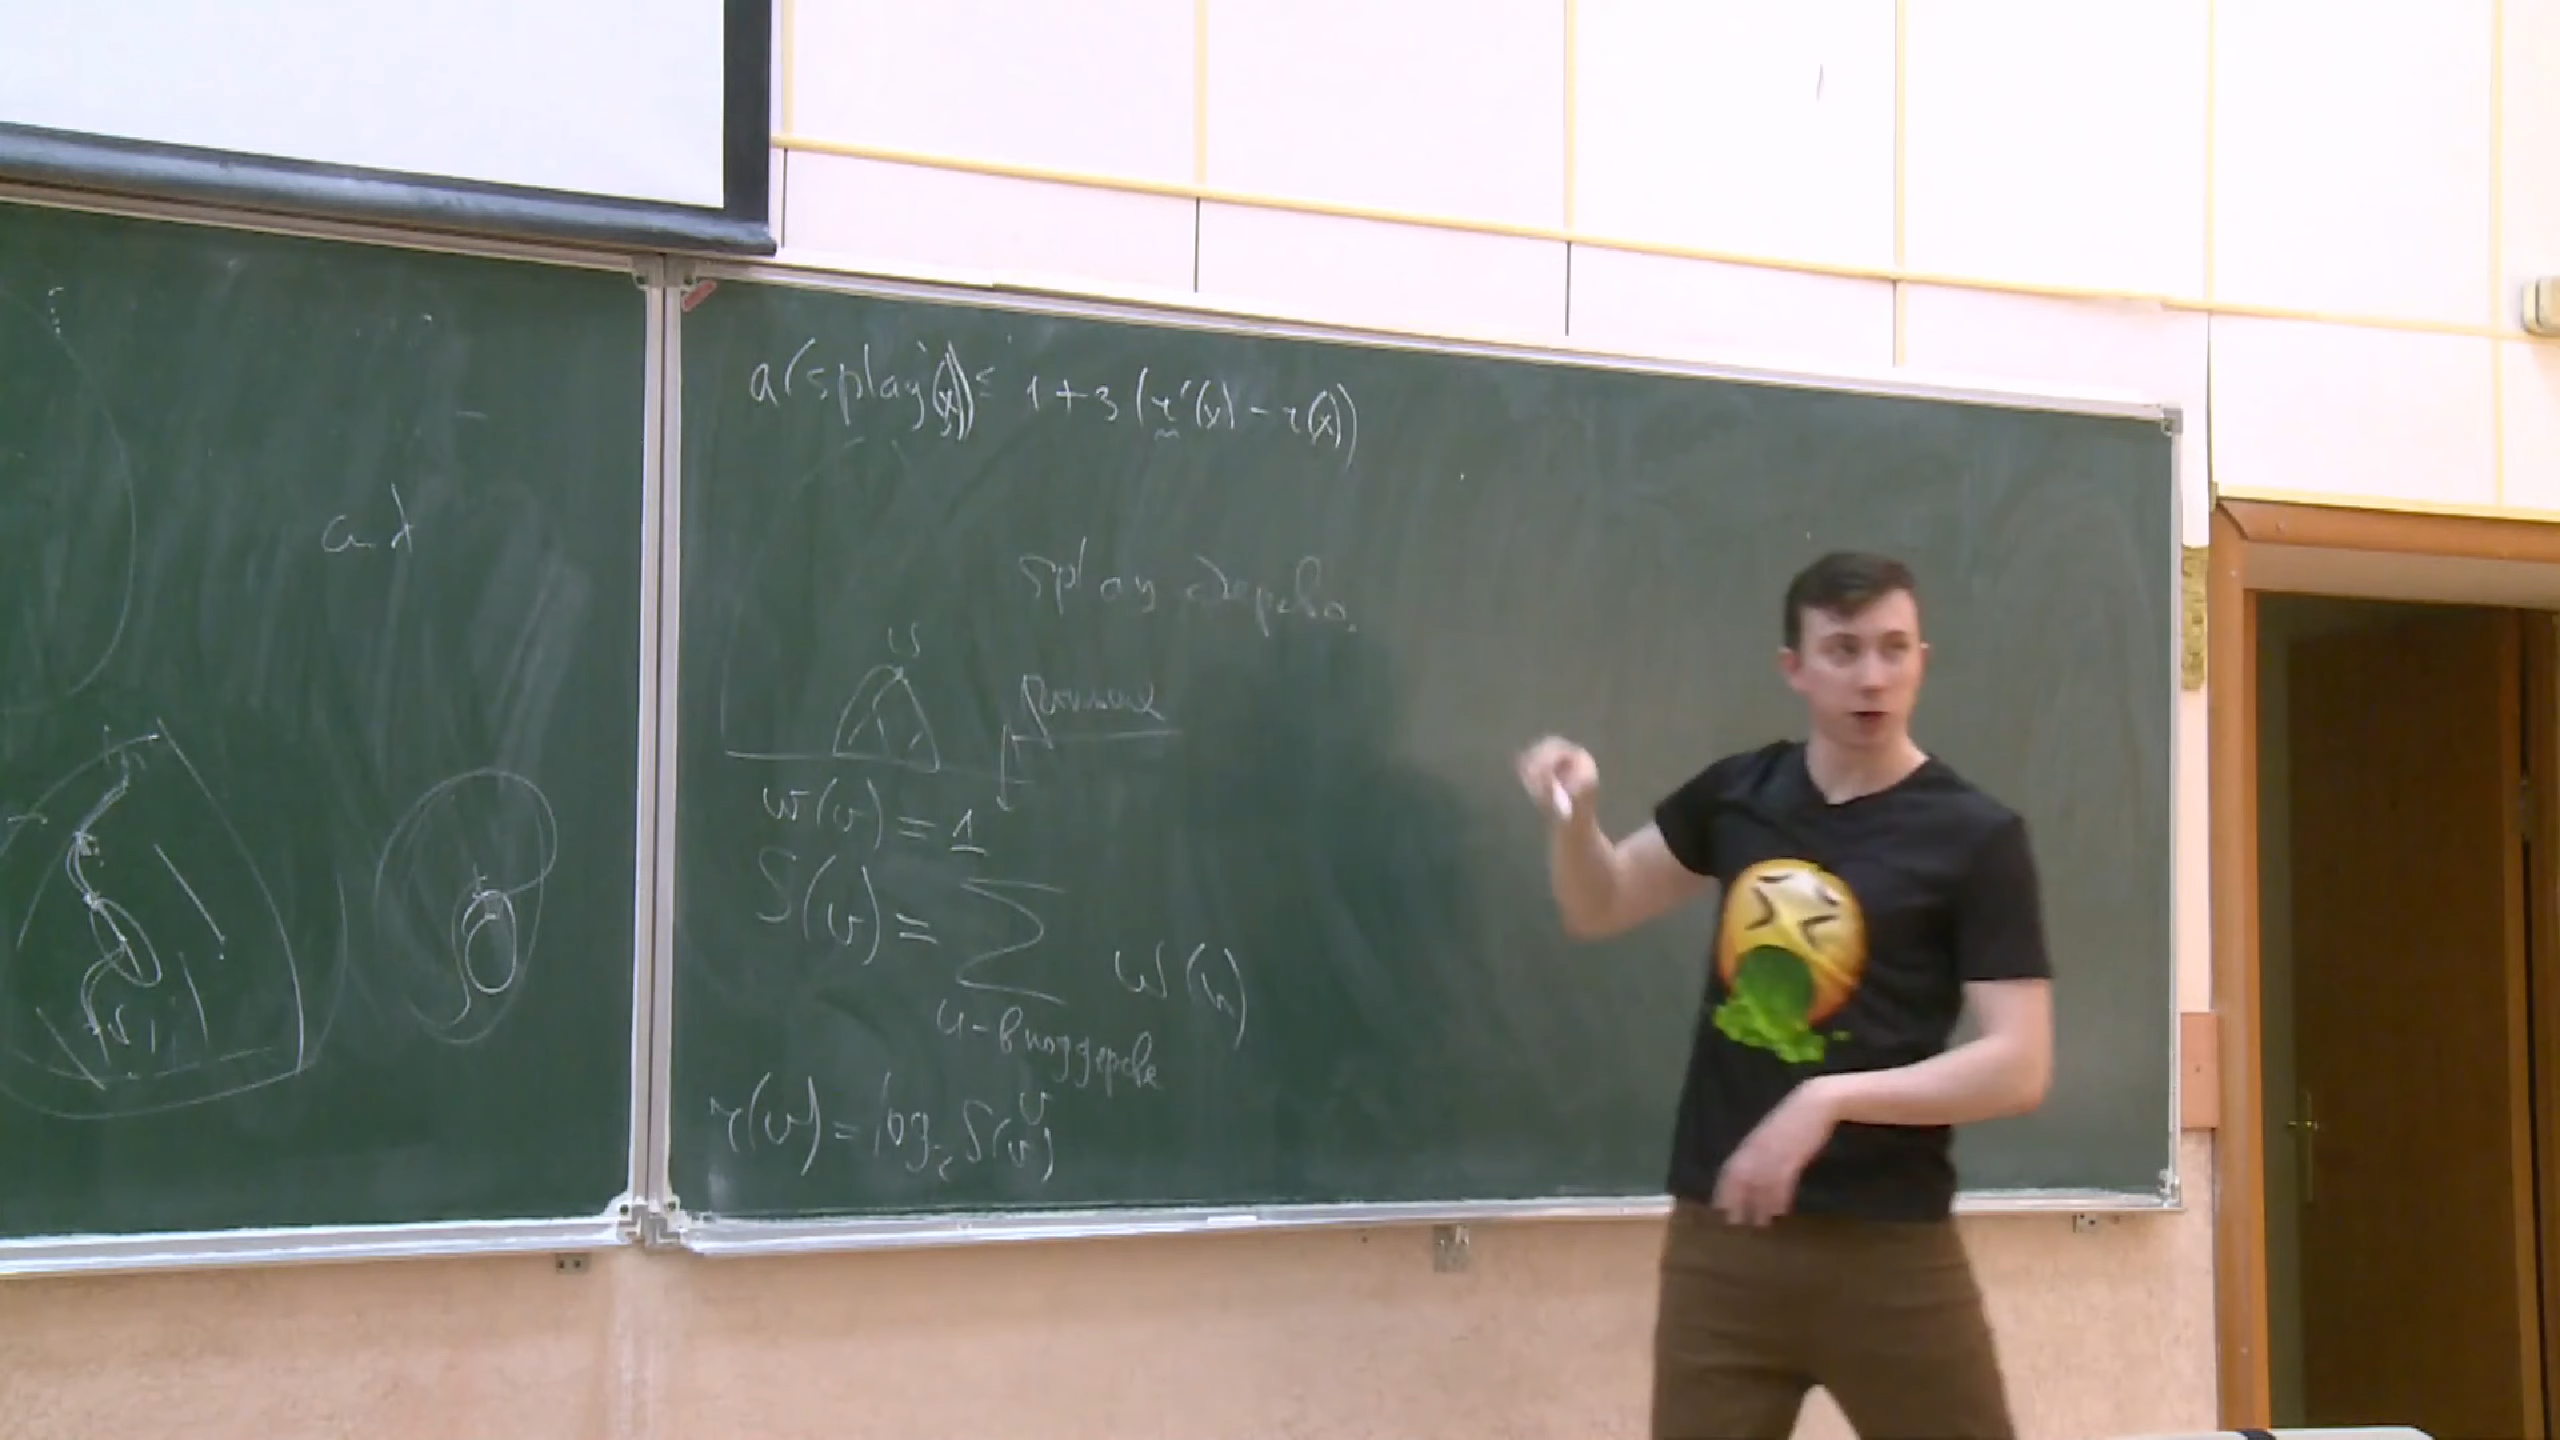 a(splay(x)) ≤ 1+3(r'(x) - r(x))
splay дерево.
v
w(v) = 1
S(v) = Σ w(u)
u - в поддереве
v
r(v) = log₂ S(v)